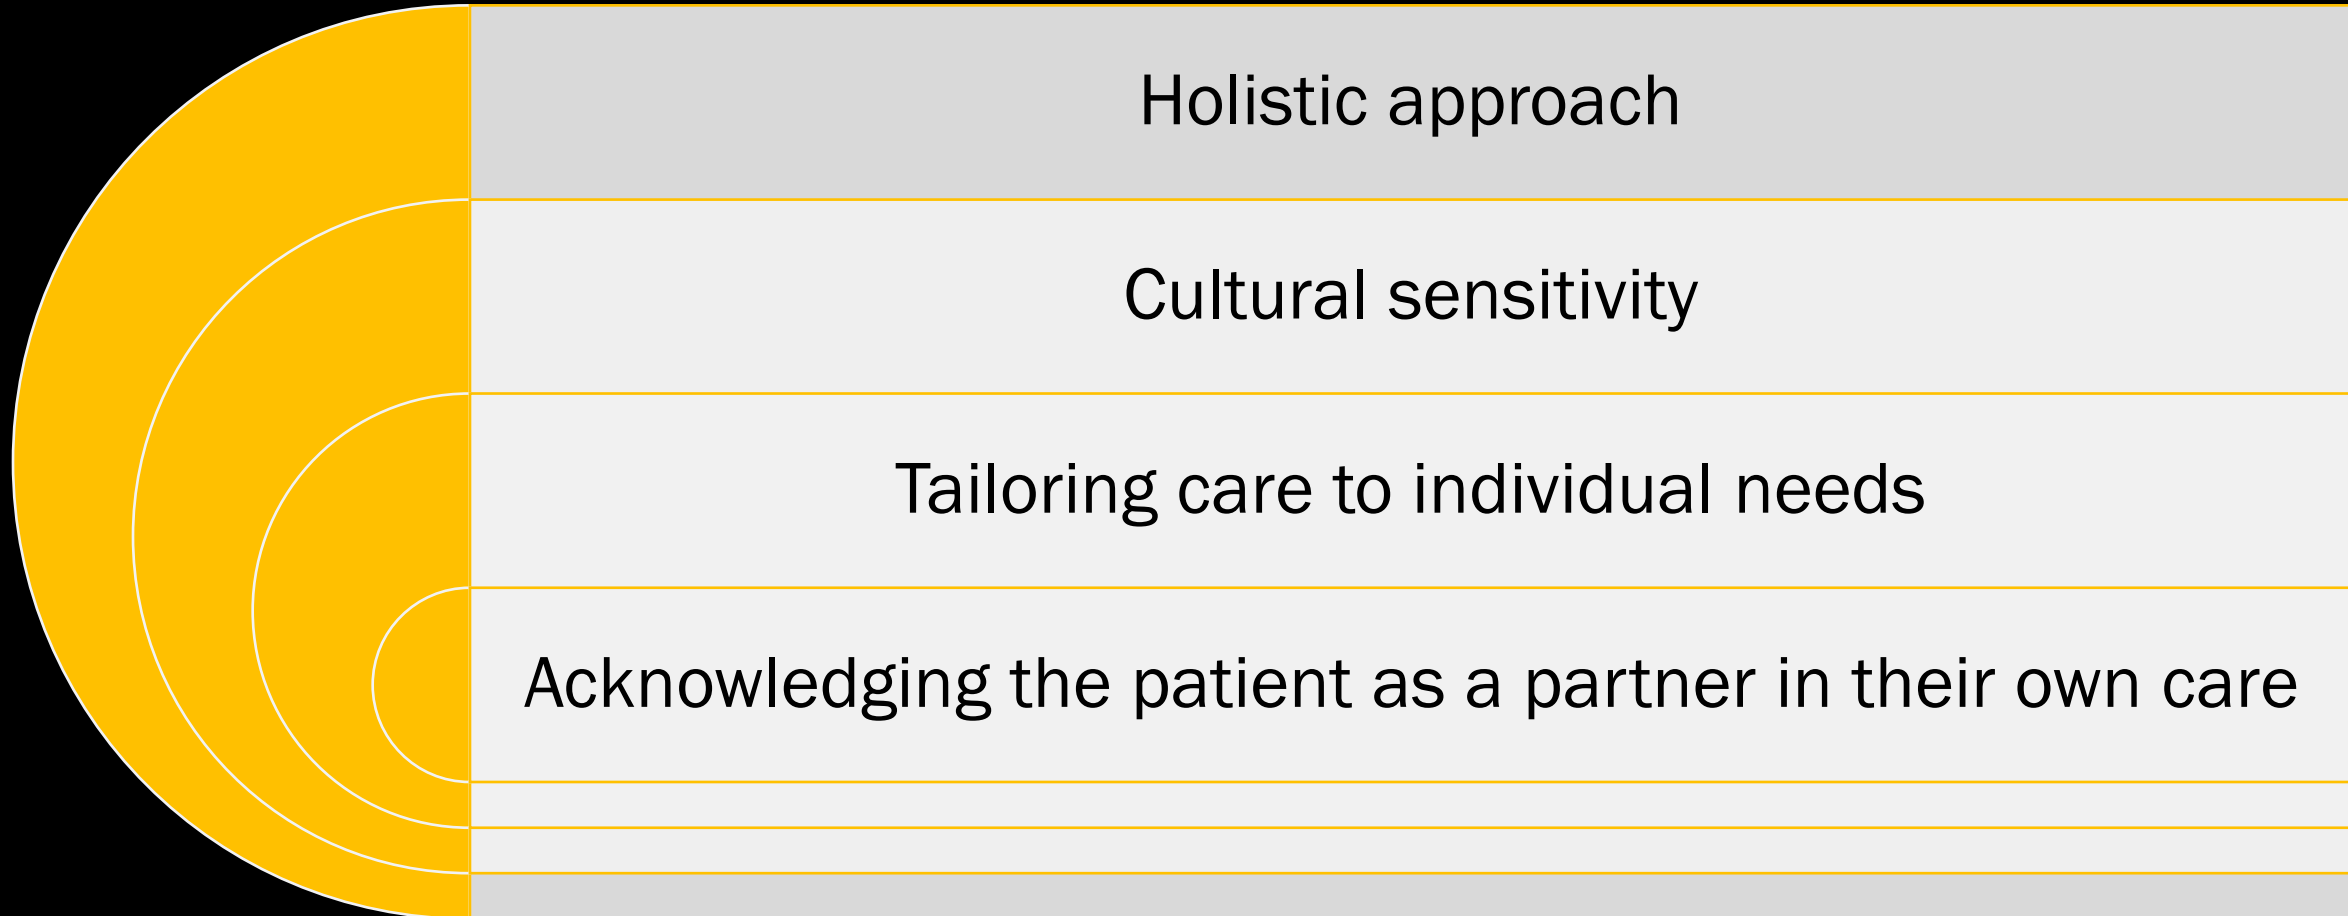 Holistic approach
Cultural sensitivity
Tailoring care to individual needs
Acknowledging the patient as a partner in their own care